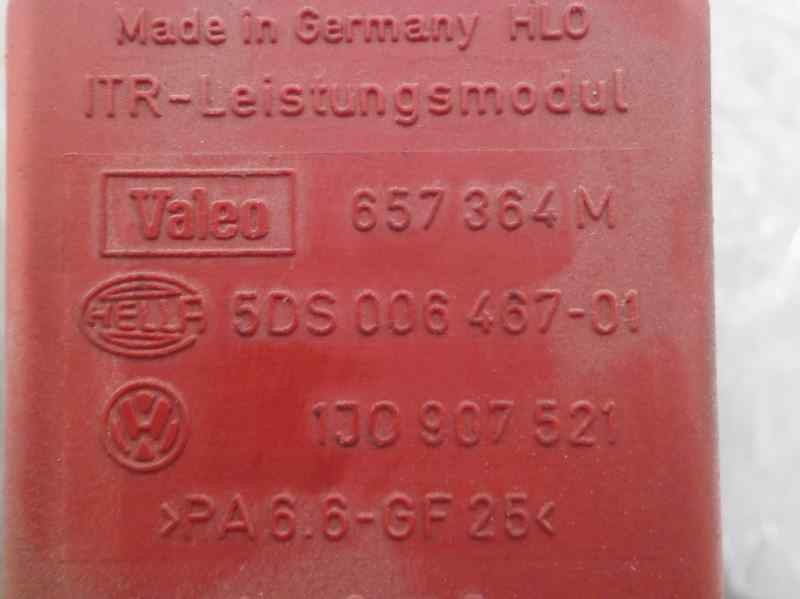 Made in Germany HLO
ITR-Leistungsmodul
Valeo 657 364 M
HELLA 5DS 006 467-01
VW 1J0 907 521
>PA 6.6-GF 25<